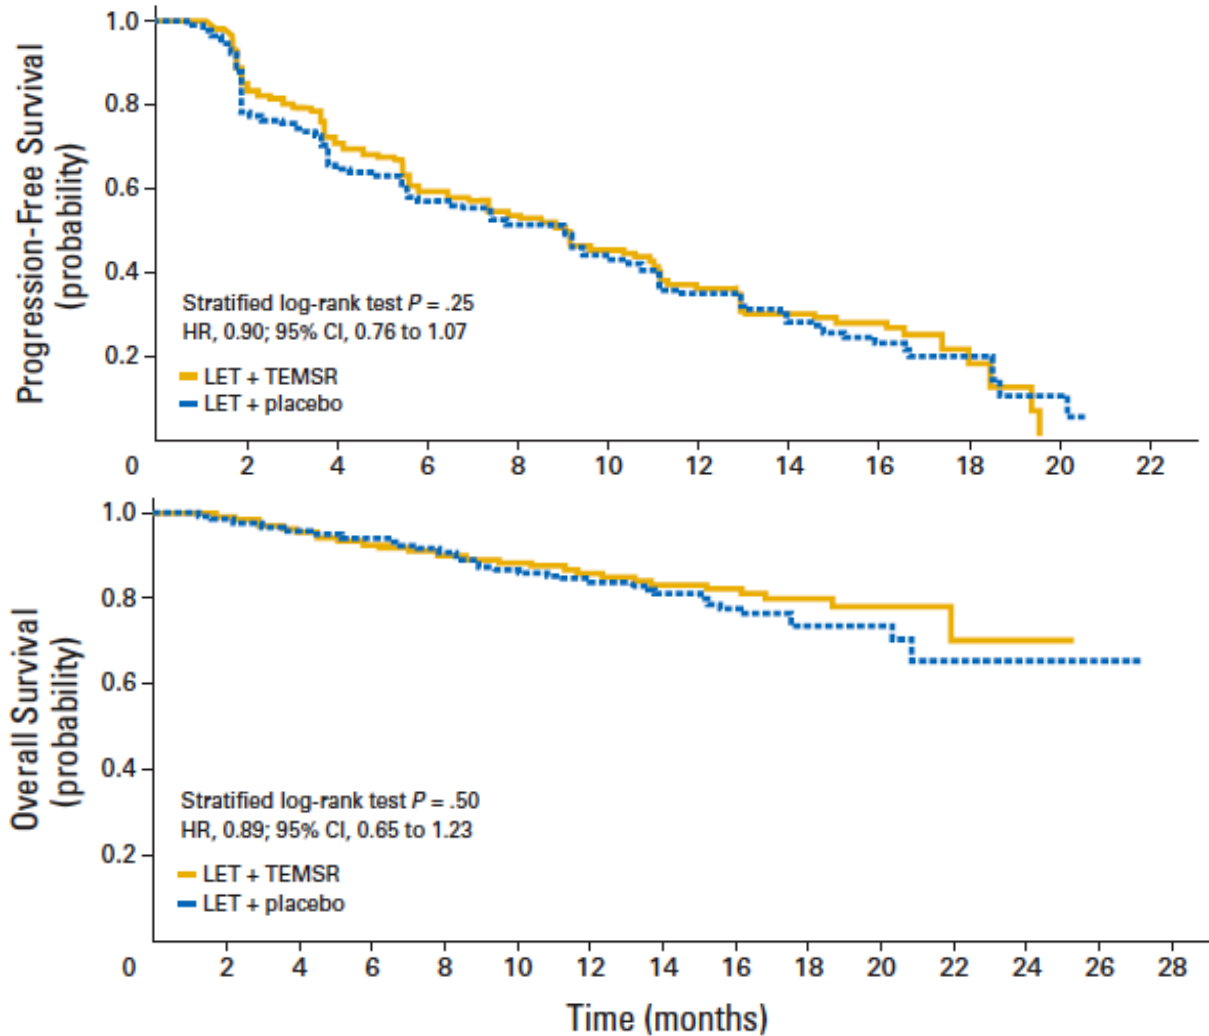 Progression-Free Survival
(probability)
1.0
0.8
0.6
0.4
0.2
Stratified log-rank test P = .25
HR, 0.90; 95% CI, 0.76 to 1.07
LET + TEMSR
LET + placebo
0 2 4 6 8 10 12 14 16 18 20 22
Overall Survival
(probability)
1.0
0.8
0.6
0.4
0.2
Stratified log-rank test P = .50
HR, 0.89; 95% CI, 0.65 to 1.23
LET + TEMSR
LET + placebo
0 2 4 6 8 10 12 14 16 18 20 22 24 26 28
Time (months)